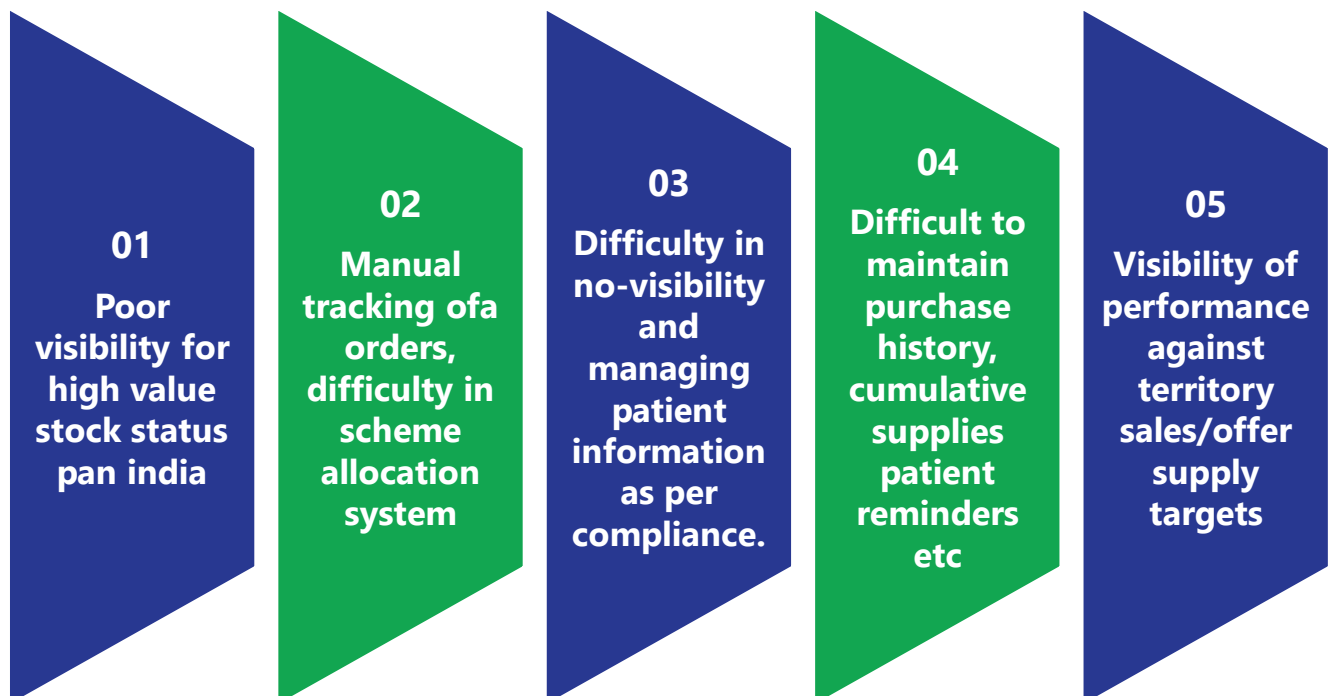 01
Poor
visibility for
high value
stock status
pan india
02
Manual
tracking ofa
orders,
difficulty in
scheme
allocation
system
03
Difficulty in
no-visibility
and
managing
patient
information
as per
compliance.
04
Difficult to
maintain
purchase
history,
cumulative
supplies
patient
reminders
etc
05
Visibility of
performance
against
territory
sales/offer
supply
targets